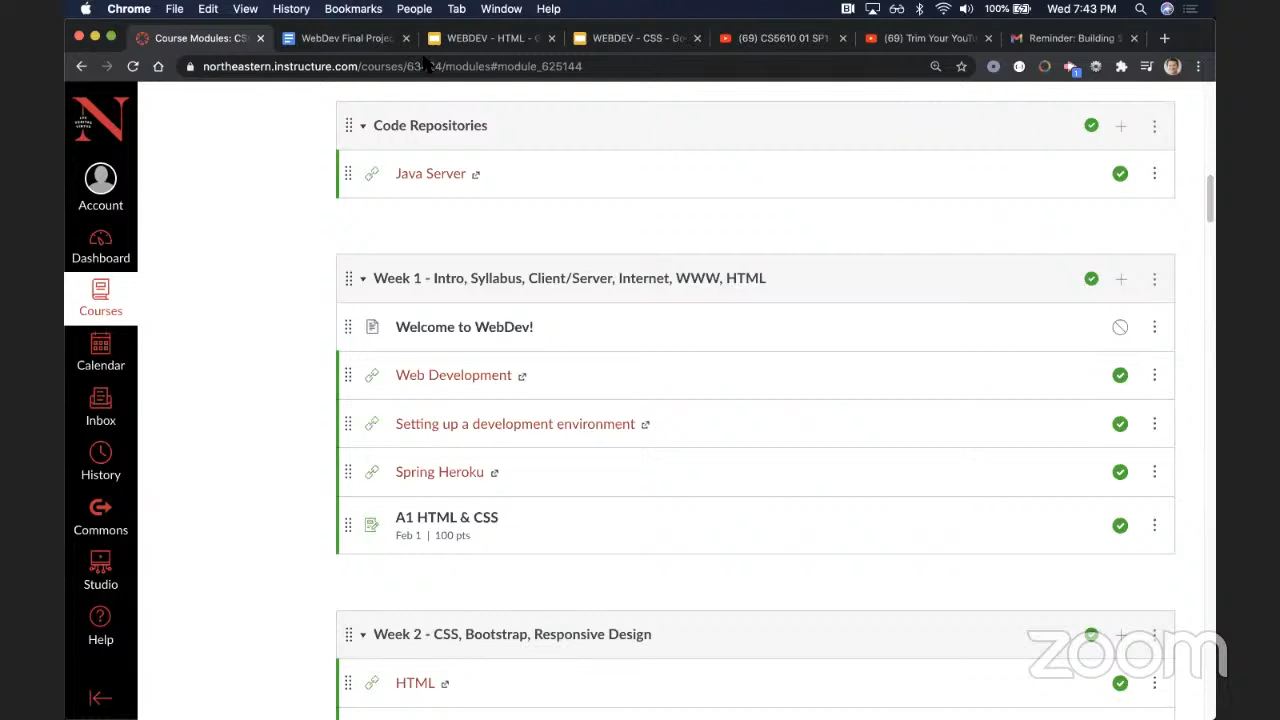 Chrome File Edit View History Bookmarks People Tab Window Help 100% Wed 7:43 PM
Course Modules: CS WebDev Final Proje WEBDEV - HTML - G WEBDEV - CSS - Go (69) CS5610 01 SP1 (69) Trim Your YouTu Reminder: Building S
northeastern.instructure.com/courses/63 4/modules#module_625144
N
Account
Dashboard
Courses
Calendar
Inbox
History
Commons
Studio
Help
Code Repositories
Java Server
Week 1 - Intro, Syllabus, Client/Server, Internet, WWW, HTML
Welcome to WebDev!
Web Development
Setting up a development environment
Spring Heroku
A1 HTML & CSS
Feb 1 | 100 pts
Week 2 - CSS, Bootstrap, Responsive Design
HTML
zoom